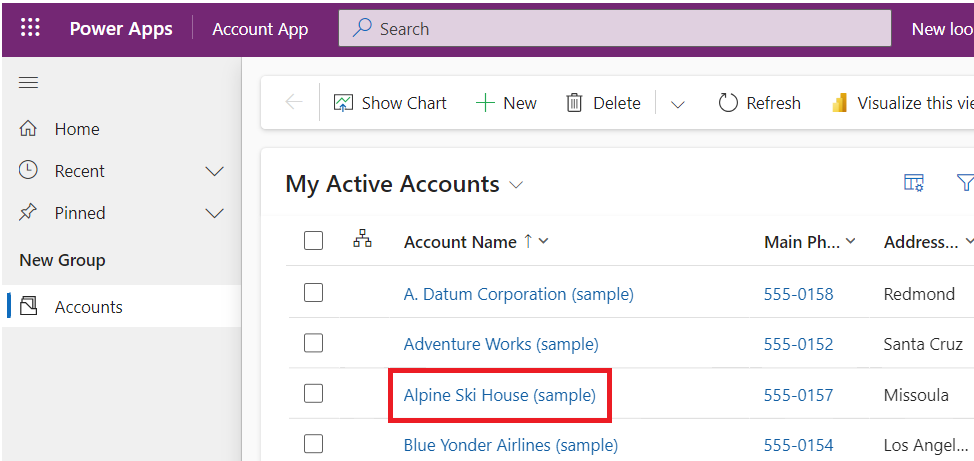 Power Apps Account App Search New loo
Show Chart New Delete Refresh Visualize this vie
Home
Recent
Pinned
New Group
Accounts
My Active Accounts
Account Name Main Ph... Address...
A. Datum Corporation (sample) 555-0158 Redmond
Adventure Works (sample) 555-0152 Santa Cruz
Alpine Ski House (sample) 555-0157 Missoula
Blue Yonder Airlines (sample) 555-0154 Los Angel...